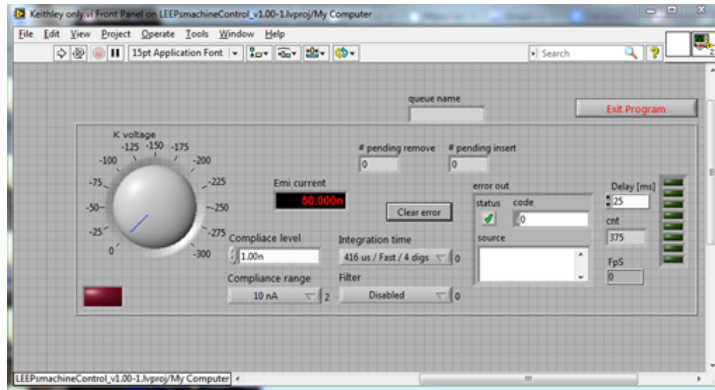 Keithley only.vi Front Panel on LEEPsmachineControl_v1.00-1.lvproj/My Computer
File Edit View Project Operate Tools Window Help
15pt Application Font
Search
2
queue name
Exit Program
K voltage
-125 -150 -175
-100 -200
-75 -225
-50 -250
-25 -275
0 -300
# pending remove # pending insert
0 0
Emi current
50.000n
Clear error
error out
status code
0
source
Delay [ms]
25
cnt
375
FpS
0
Compliace level
1.00n
Integration time
416 us / Fast / 4 digs 0
Compliance range
10 nA 2
Filter
Disabled 0
LEEPsmachineControl_v1.00-1.lvproj/My Computer